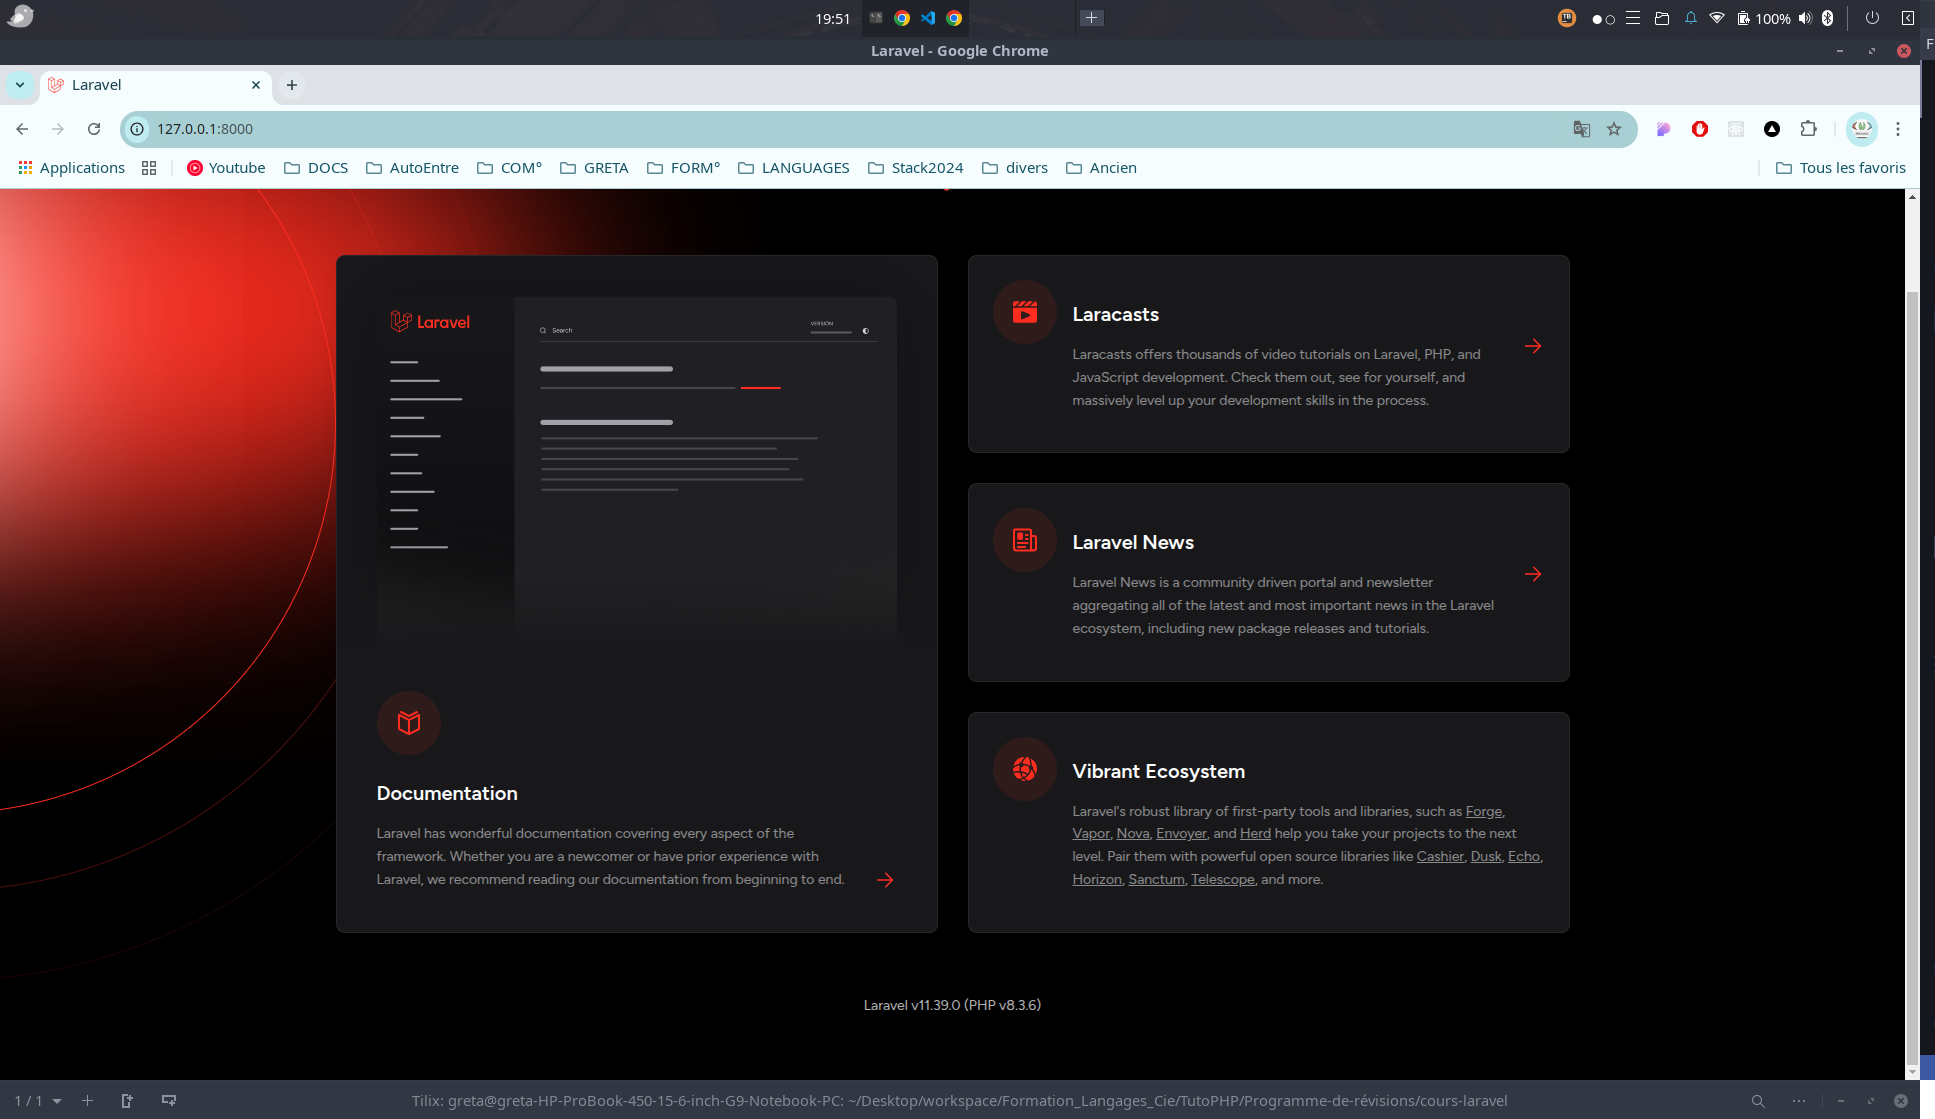 19:51
100%
Laravel - Google Chrome
F
Laravel
127.0.0.1:8000
Applications
Youtube
DOCS
AutoEntre
COM°
GRETA
FORM°
LANGUAGES
Stack2024
divers
Ancien
Tous les favoris
Laravel
Search
VERSION
Documentation
Laravel has wonderful documentation covering every aspect of the
framework. Whether you are a newcomer or have prior experience with
Laravel, we recommend reading our documentation from beginning to end.
Laracasts
Laracasts offers thousands of video tutorials on Laravel, PHP, and
JavaScript development. Check them out, see for yourself, and
massively level up your development skills in the process.
Laravel News
Laravel News is a community driven portal and newsletter
aggregating all of the latest and most important news in the Laravel
ecosystem, including new package releases and tutorials.
Vibrant Ecosystem
Laravel's robust library of first-party tools and libraries, such as Forge,
Vapor, Nova, Envoyer, and Herd help you take your projects to the next
level. Pair them with powerful open source libraries like Cashier, Dusk, Echo,
Horizon, Sanctum, Telescope, and more.
Laravel v11.39.0 (PHP v8.3.6)
1 / 1
Tilix: greta@greta-HP-ProBook-450-15-6-inch-G9-Notebook-PC: ~/Desktop/workspace/Formation_Langages_Cie/TutoPHP/Programme-de-révisions/cours-laravel